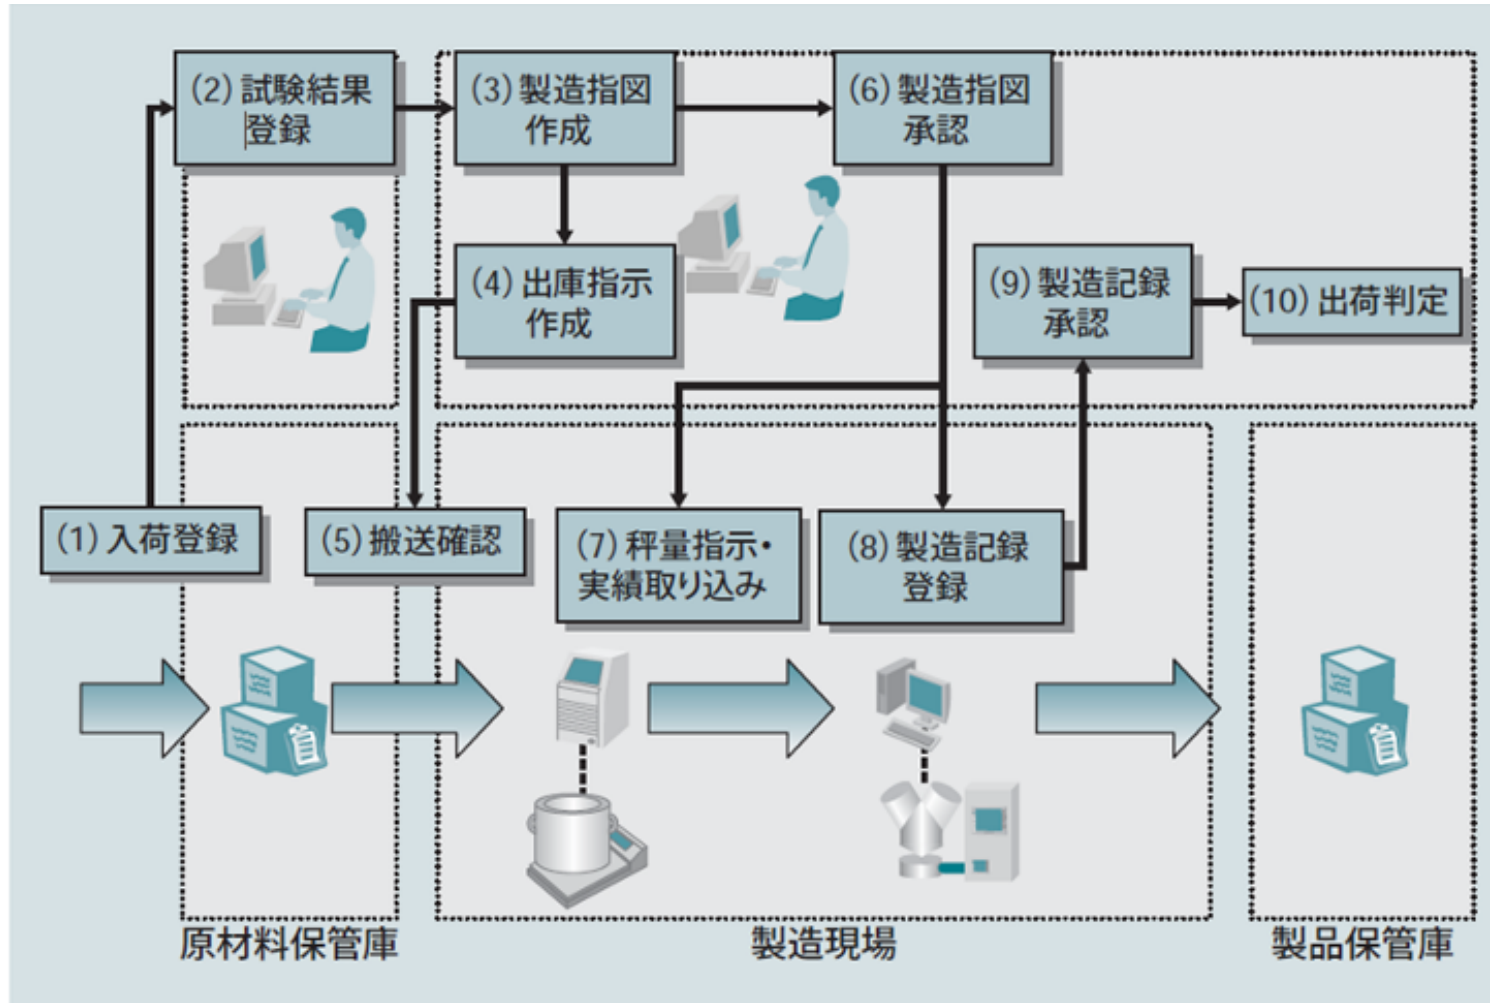 (2) 試験結果
登録
(3) 製造指図
作成
(6) 製造指図
承認
(4) 出庫指示
作成
(9) 製造記録
承認
(10) 出荷判定
(1) 入荷登録
(5) 搬送確認
(7) 秤量指示・
実績取り込み
(8) 製造記録
登録
原材料保管庫
製造現場
製品保管庫